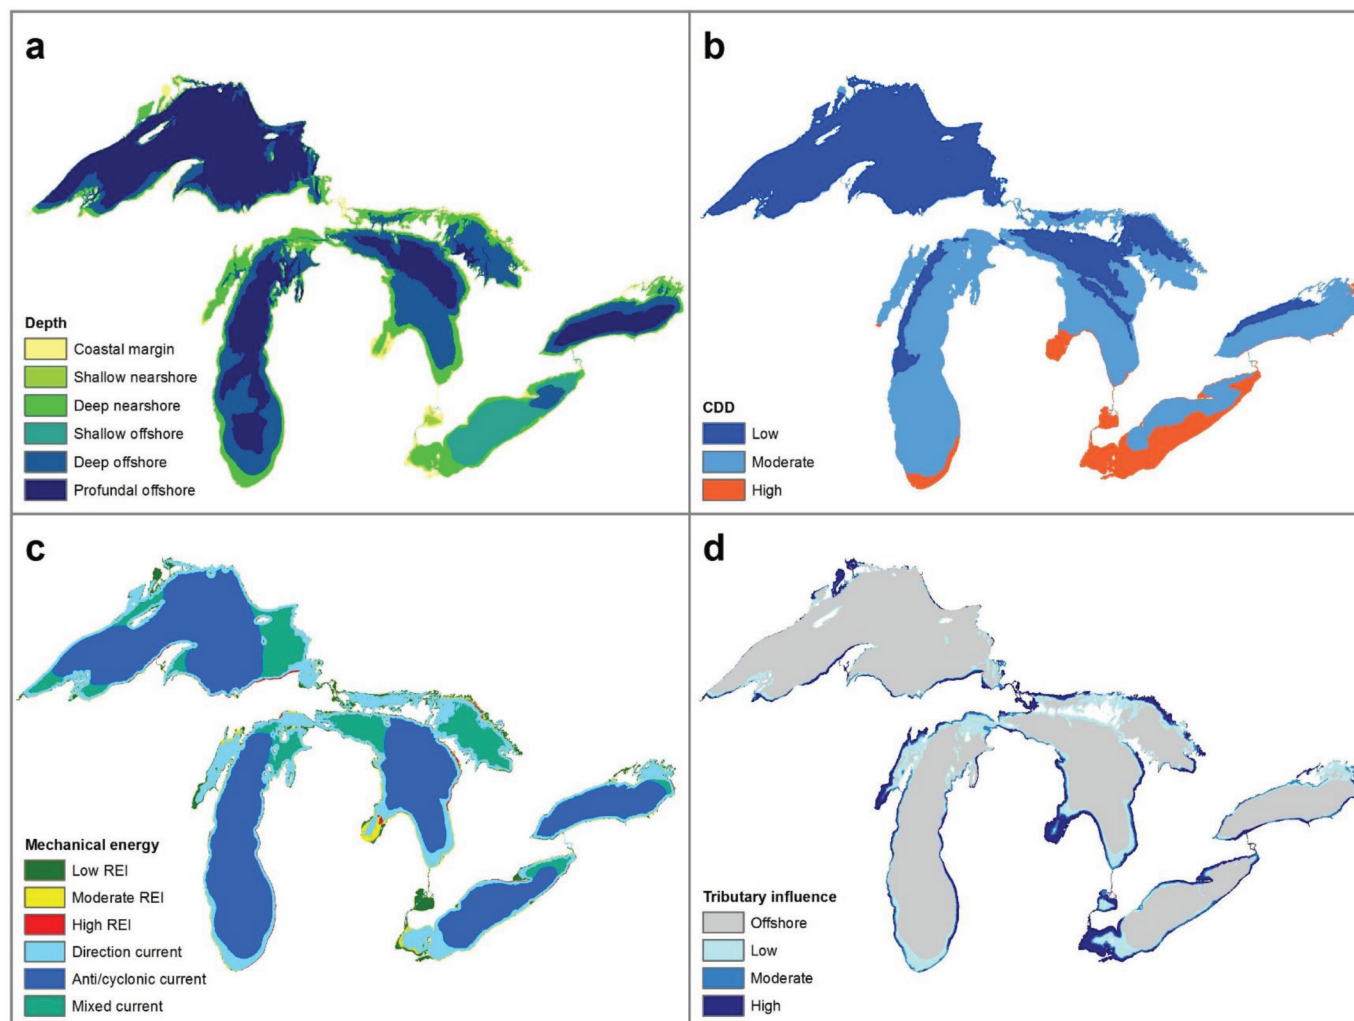 a
Depth
Coastal margin
Shallow nearshore
Deep nearshore
Shallow offshore
Deep offshore
Profundal offshore
b
CDD
Low
Moderate
High
c
Mechanical energy
Low REI
Moderate REI
High REI
Direction current
Anti/cyclonic current
Mixed current
d
Tributary influence
Offshore
Low
Moderate
High